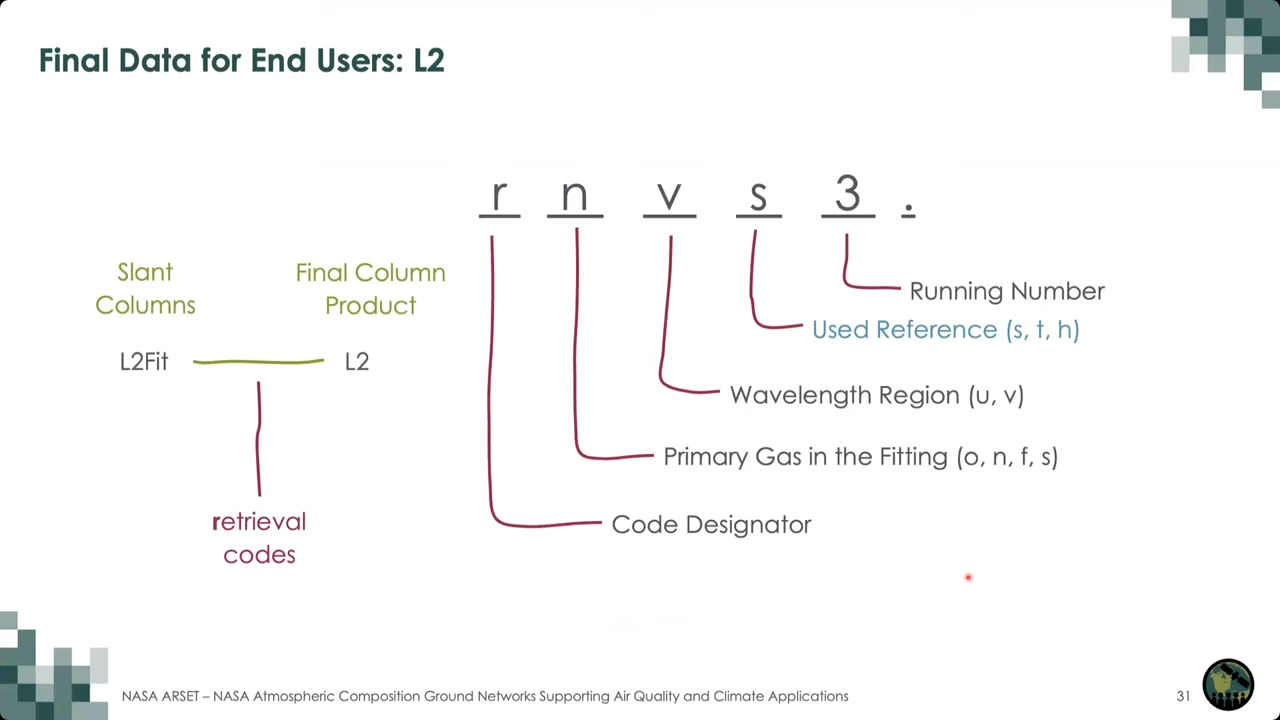 Final Data for End Users: L2
r n v s 3 .
Slant
Columns
Final Column
Product
L2Fit
L2
retrieval
codes
Running Number
Used Reference (s, t, h)
Wavelength Region (u, v)
Primary Gas in the Fitting (o, n, f, s)
Code Designator
NASA ARSET – NASA Atmospheric Composition Ground Networks Supporting Air Quality and Climate Applications
31